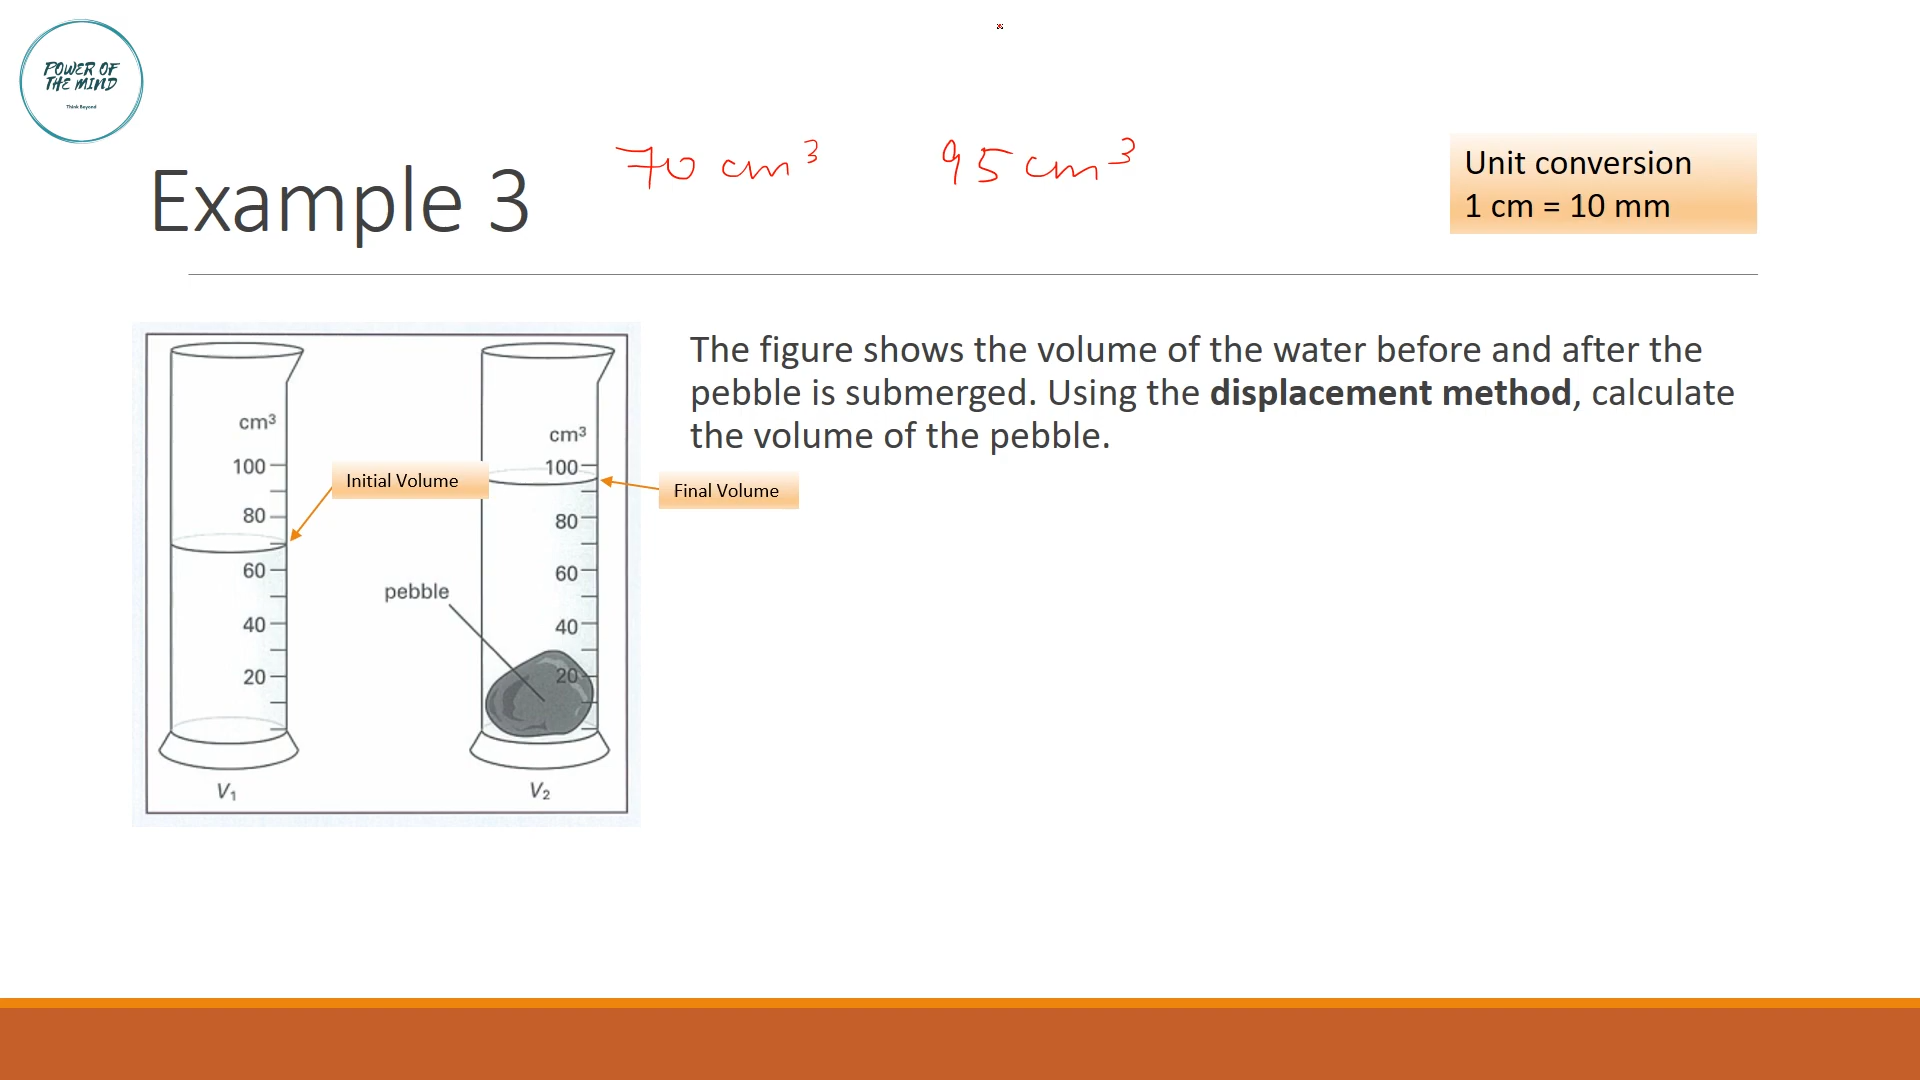 POWER OF
THE MIND
Think Beyond
70 cm³
95 cm³
Example 3
Unit conversion
1 cm = 10 mm
The figure shows the volume of the water before and after the
pebble is submerged. Using the displacement method, calculate
the volume of the pebble.
cm³
100
80
60
40
20
V₁
Initial Volume
pebble
cm³
100
80
60
40
20
V₂
Final Volume